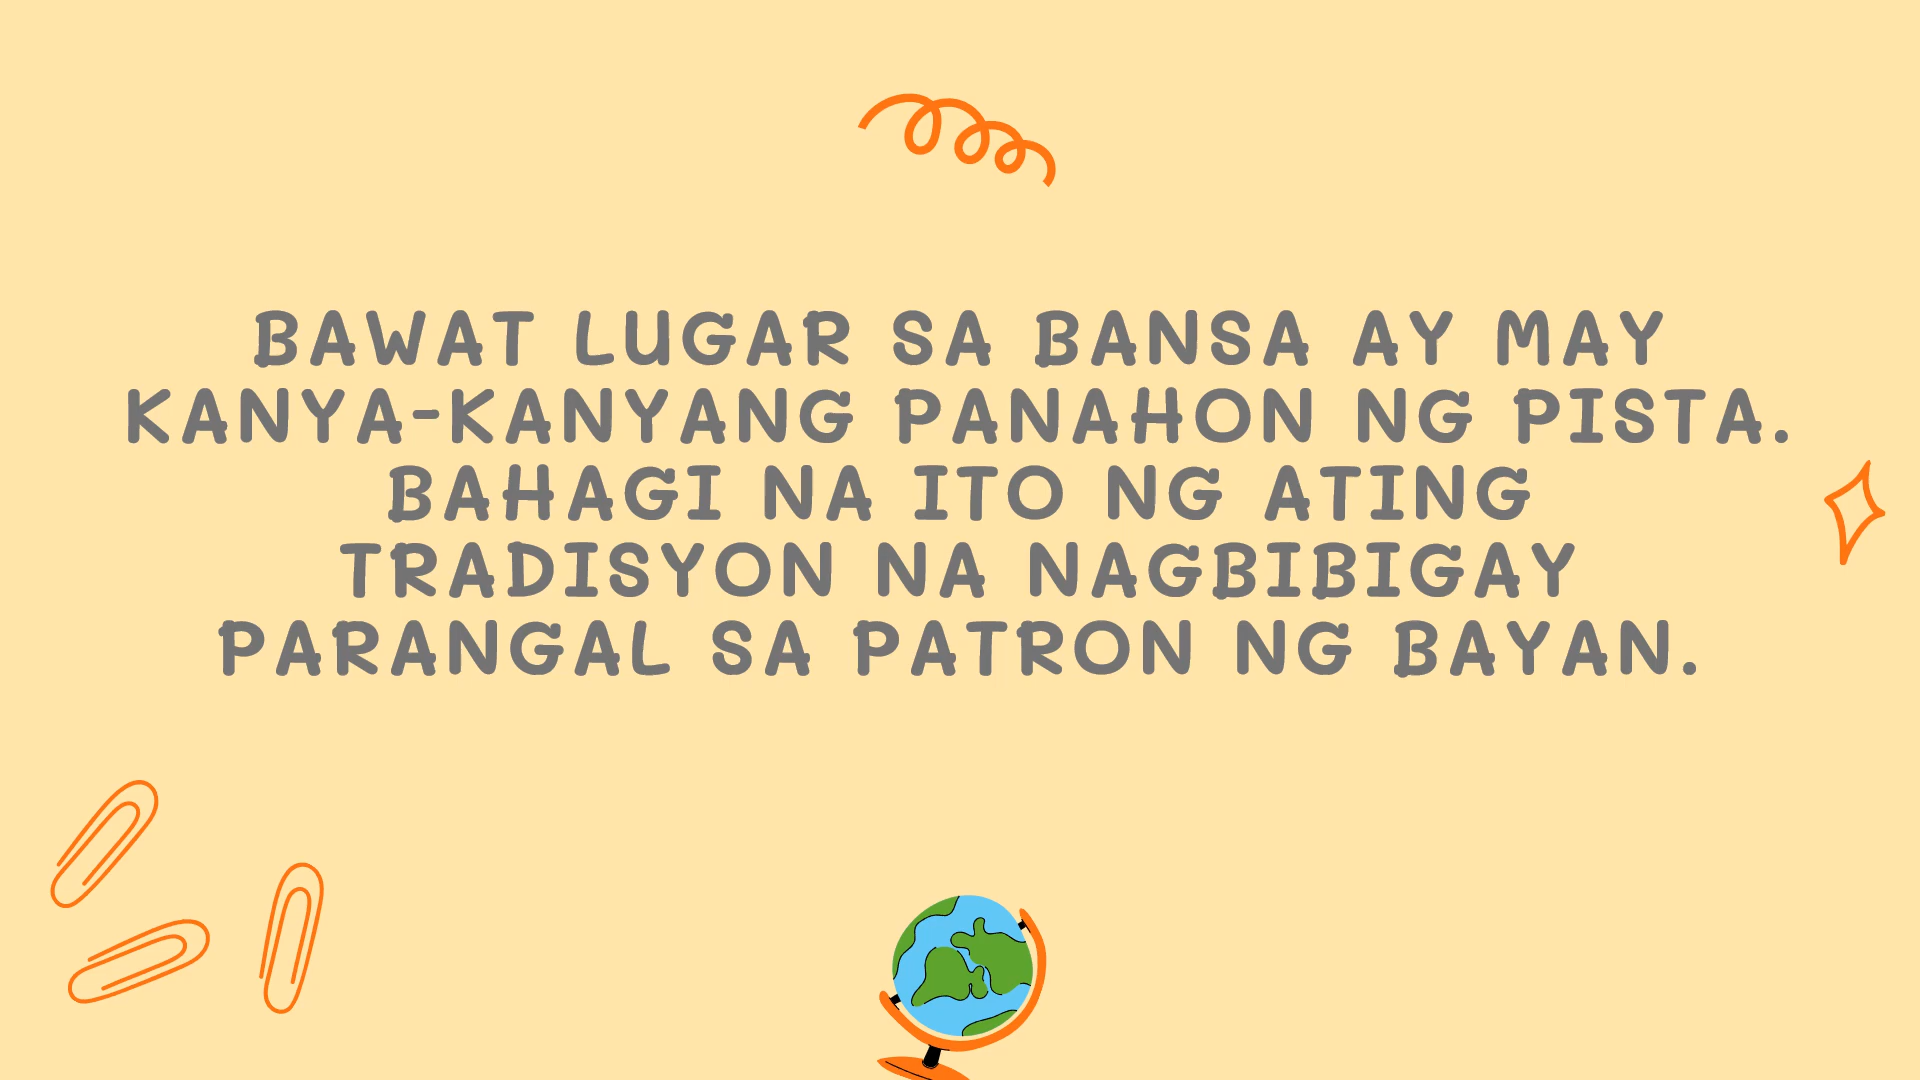 BAWAT LUGAR SA BANSA AY MAY
KANYA-KANYANG PANAHON NG PISTA.
BAHAGI NA ITO NG ATING
TRADISYON NA NAGBIBIGAY
PARANGAL SA PATRON NG BAYAN.